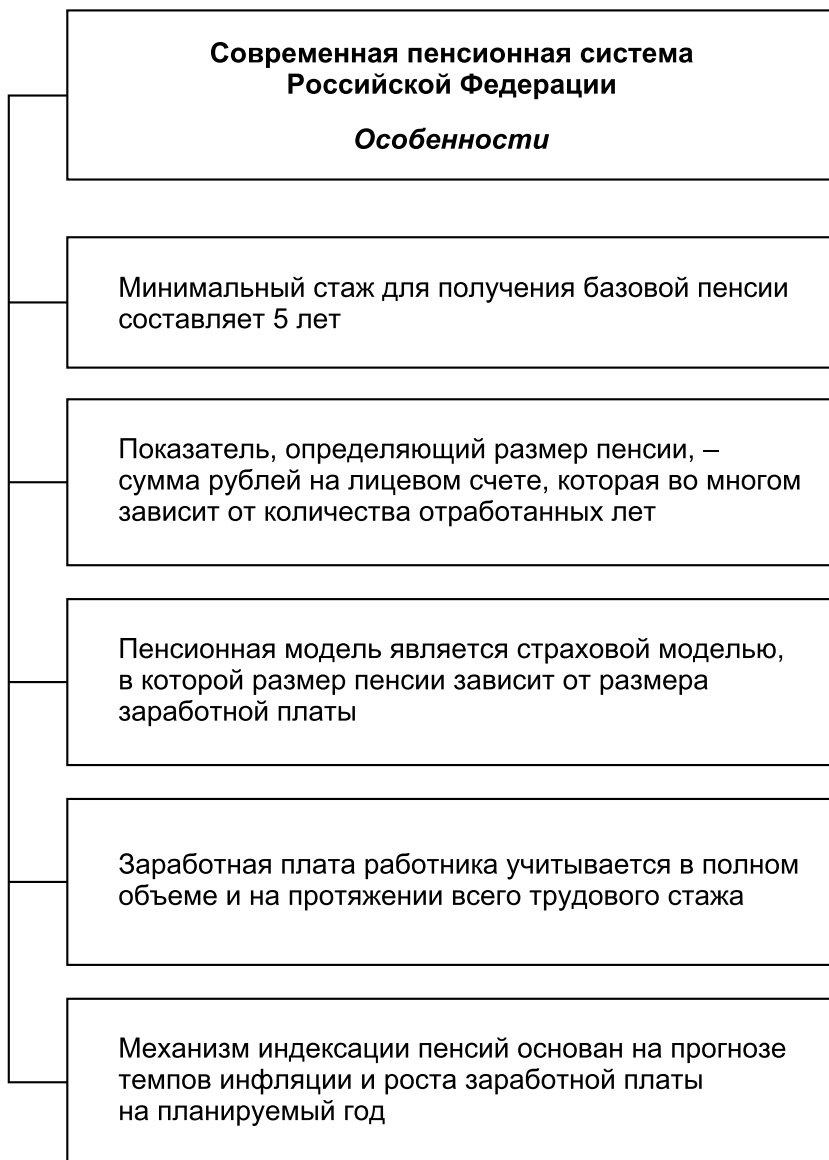 Современная пенсионная система
Российской Федерации
Особенности
Минимальный стаж для получения базовой пенсии
составляет 5 лет
Показатель, определяющий размер пенсии, –
сумма рублей на лицевом счете, которая во многом
зависит от количества отработанных лет
Пенсионная модель является страховой моделью,
в которой размер пенсии зависит от размера
заработной платы
Заработная плата работника учитывается в полном
объеме и на протяжении всего трудового стажа
Механизм индексации пенсий основан на прогнозе
темпов инфляции и роста заработной платы
на планируемый год